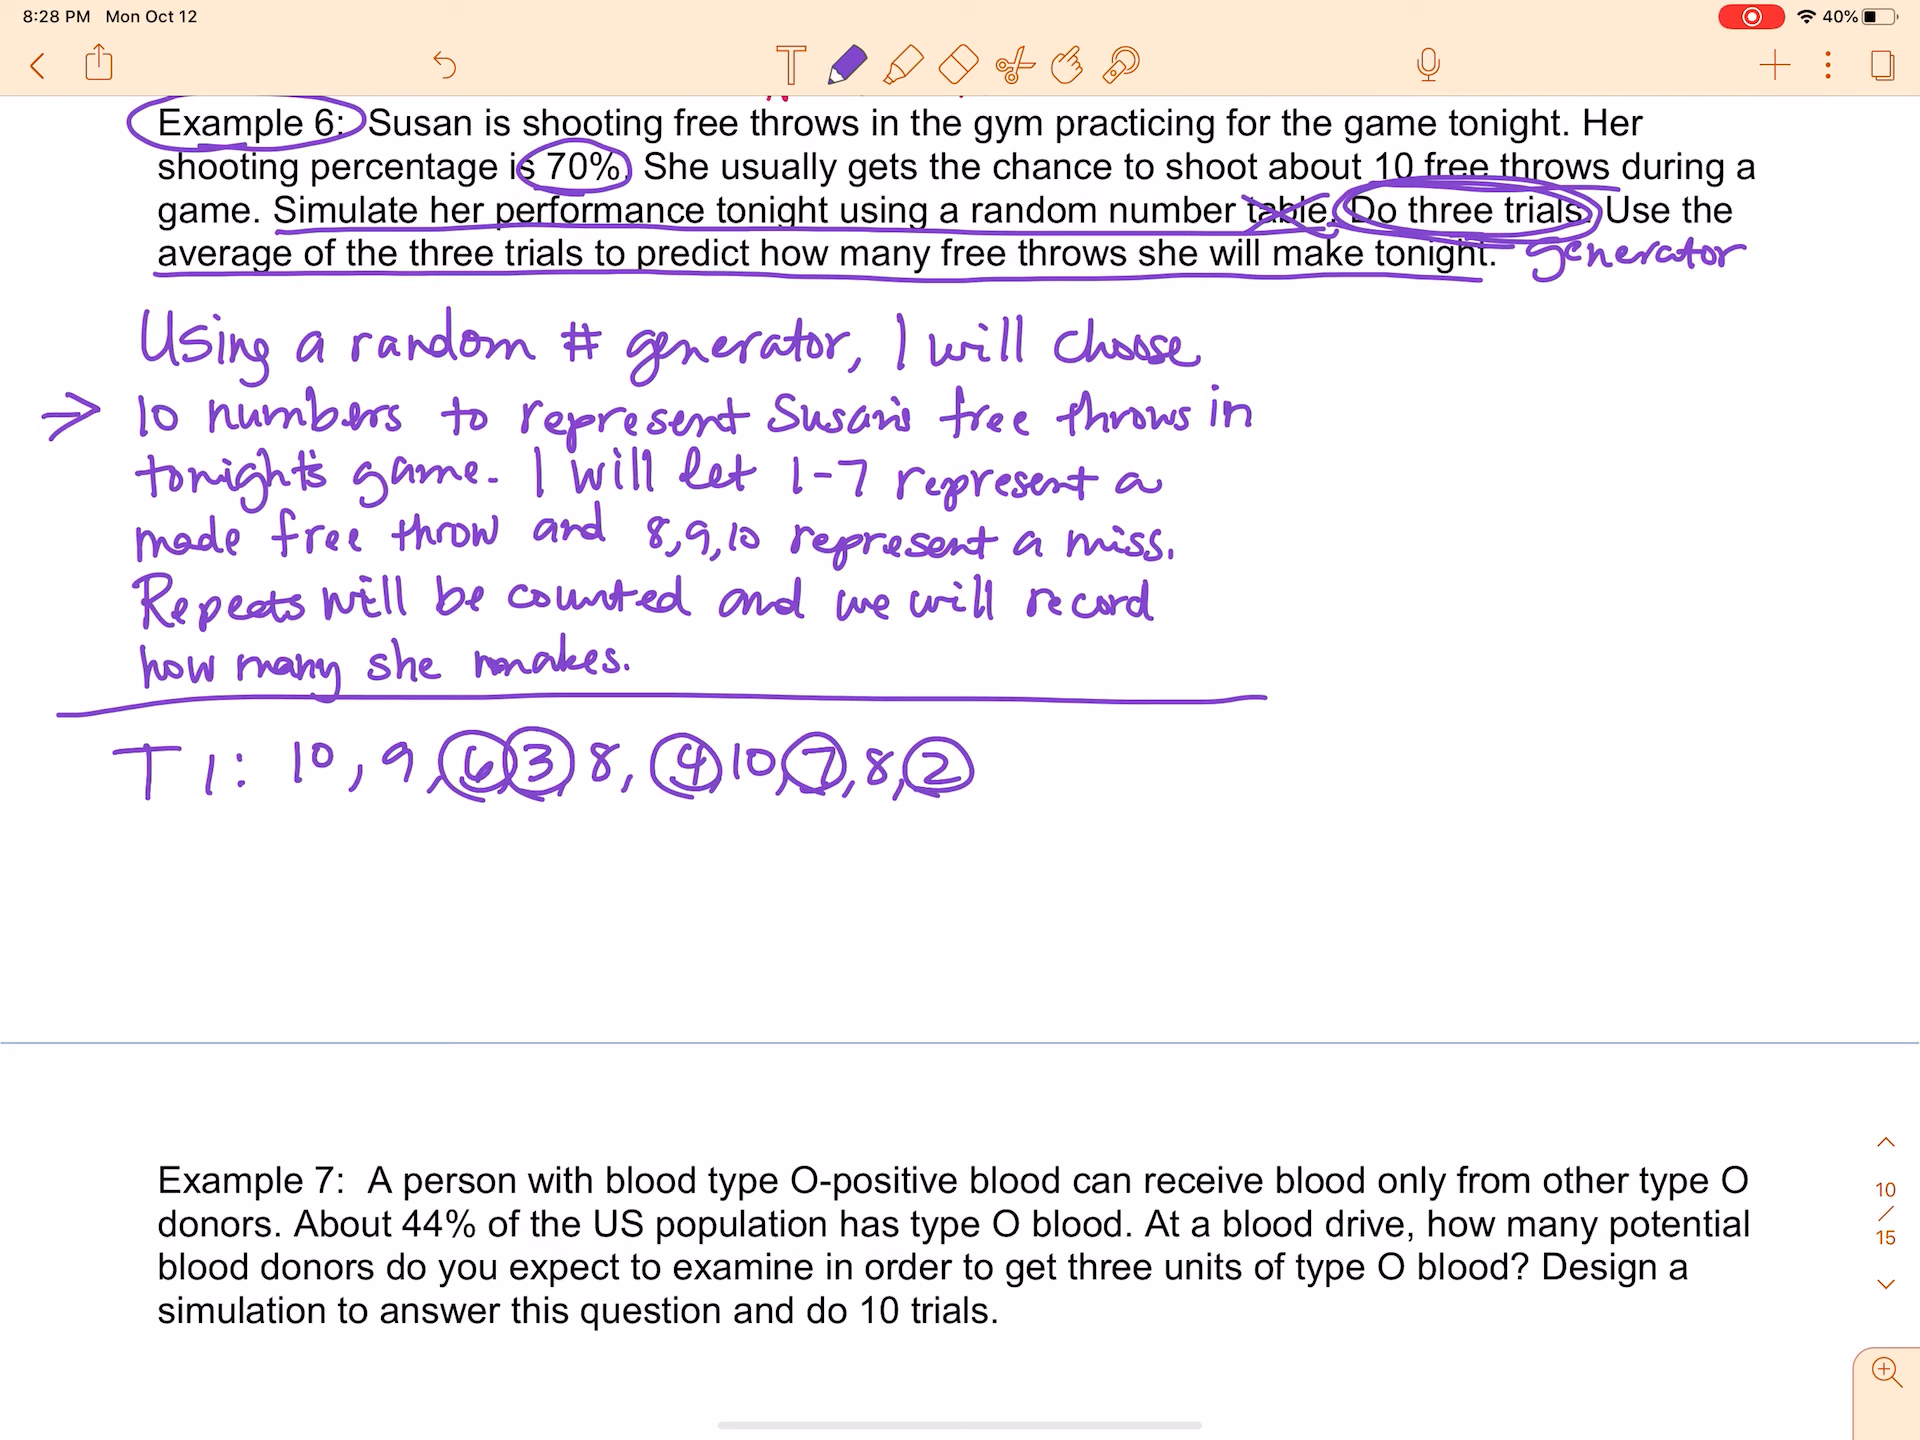 8:28 PM Mon Oct 12
40%
Example 6: Susan is shooting free throws in the gym practicing for the game tonight. Her
shooting percentage is 70%. She usually gets the chance to shoot about 10 free throws during a
game. Simulate her performance tonight using a random number table. Do three trials. Use the
average of the three trials to predict how many free throws she will make tonight. generator
Using a random # generator, I will choose
→ 10 numbers to represent Susan's free throws in
tonight's game. I will let 1-7 represent a
made free throw and 8,9,10 represent a miss.
Repeats will be counted and we will record
how many she makes.
T1: 10, 9, 6, 3, 8, 4, 10, 7, 8, 2
Example 7: A person with blood type O-positive blood can receive blood only from other type O
donors. About 44% of the US population has type O blood. At a blood drive, how many potential
blood donors do you expect to examine in order to get three units of type O blood? Design a
simulation to answer this question and do 10 trials.
10
/
15